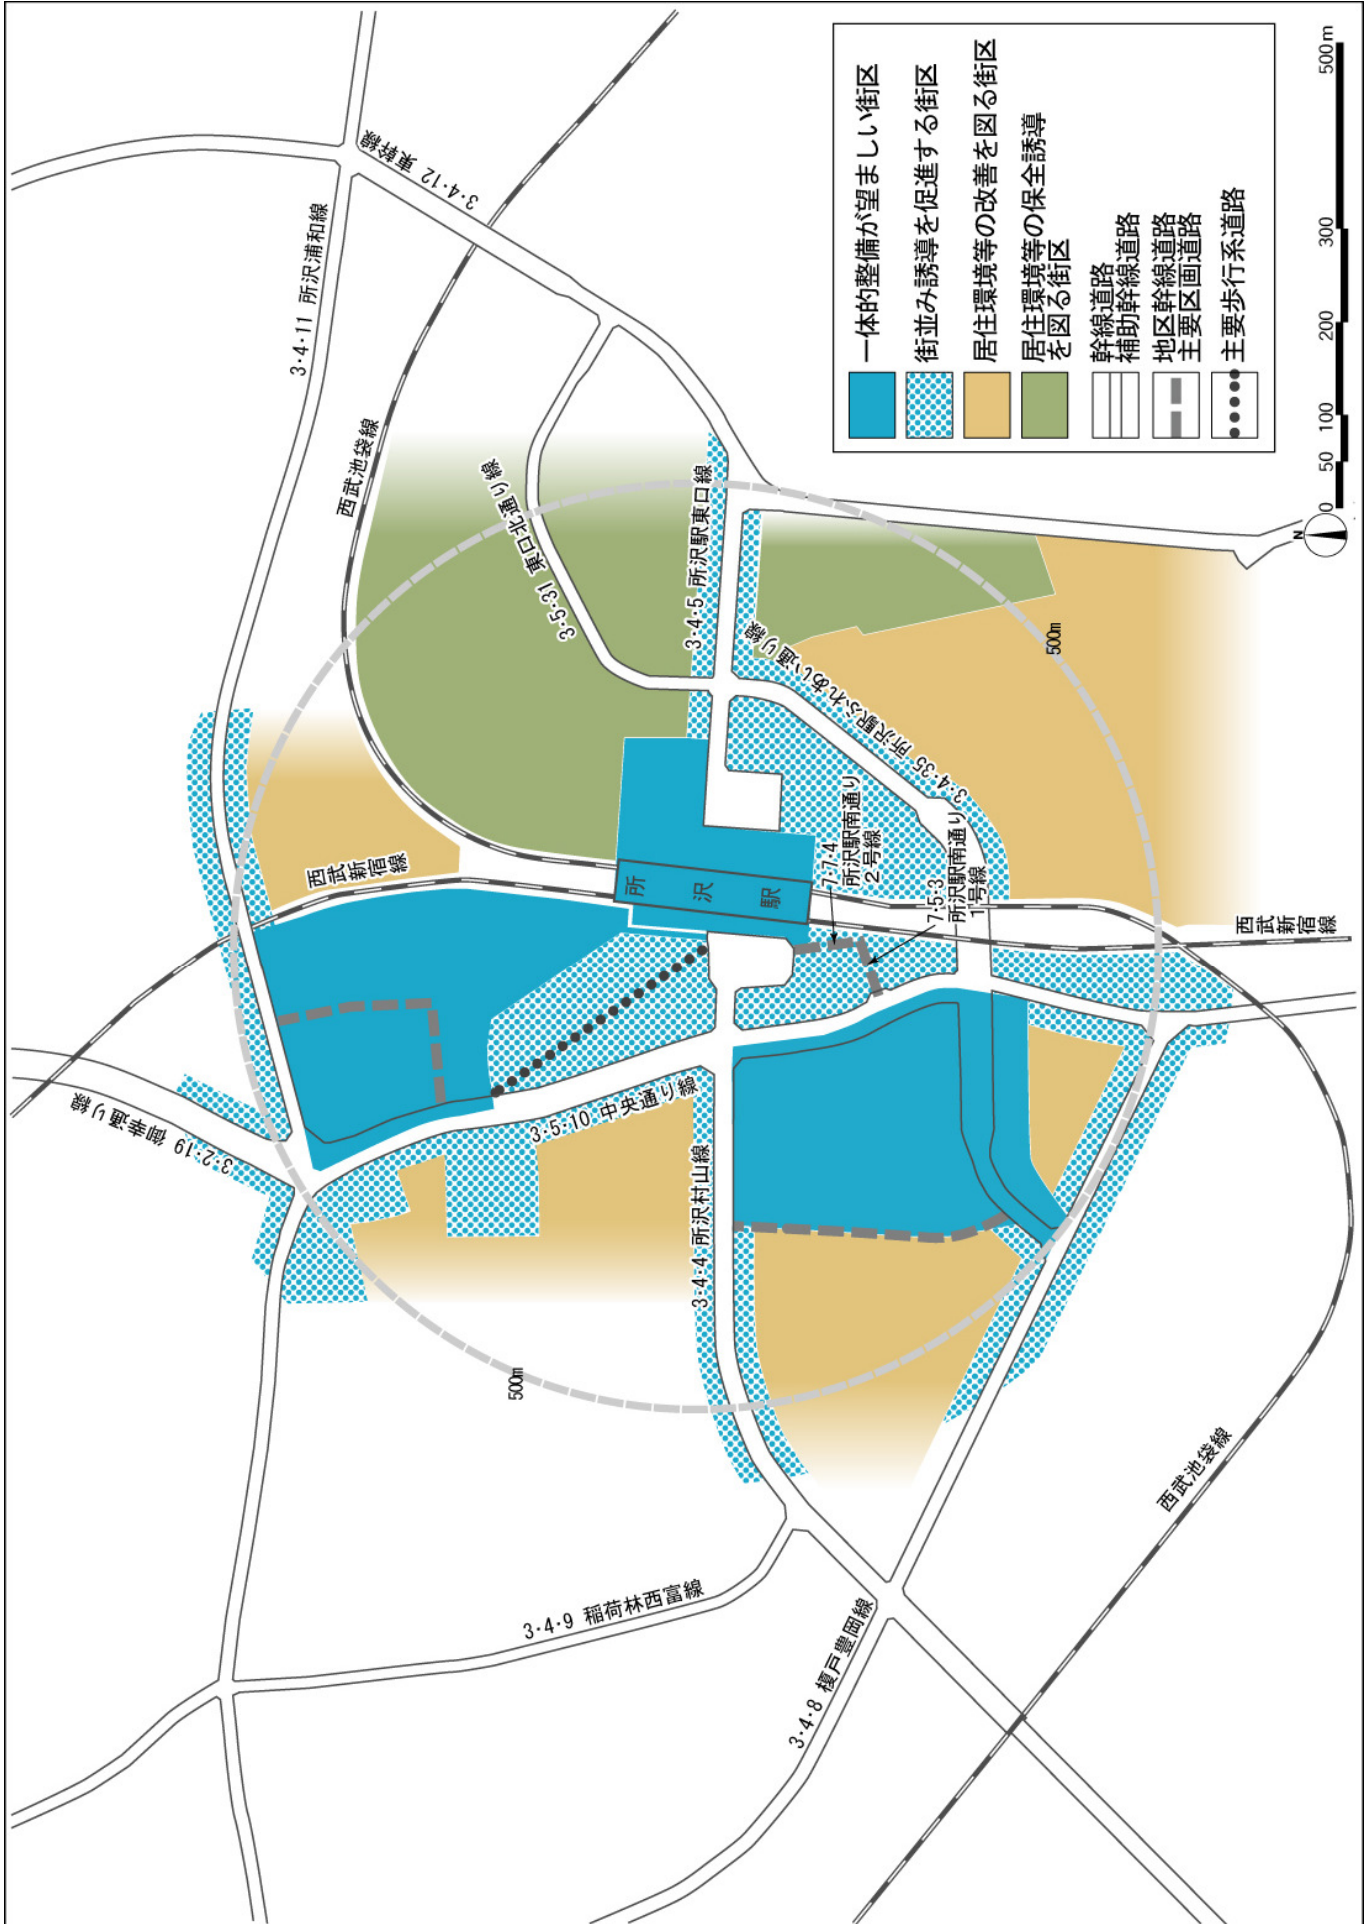 3・4・12 東幹線
3・4・11 所沢浦和線
西武池袋線
3・5・31 東口北通り線
3・4・5 所沢駅東口線
500m
西武新宿線
所沢駅
3・4・35 所沢駅ふれあい通り線
7・7・4
所沢駅南通り
2号線
7.5.3
所沢駅南通り
1号線
西武
新宿線
3・2・19 御幸通り線
3・5・10 中央通り線
3・4・4 所沢村山線
500m
3・4・9 稲荷林西富線
3・4・8 榎戸豊岡線
西武池袋線
一体的整備が望ましい街区
街並み誘導を促進する街区
居住環境等の改善を図る街区
居住環境等の保全誘導
を図る街区
幹線道路
補助幹線道路
地区幹線道路
主要区画道路
主要歩行系道路
N
0 50 100 200 300 500m